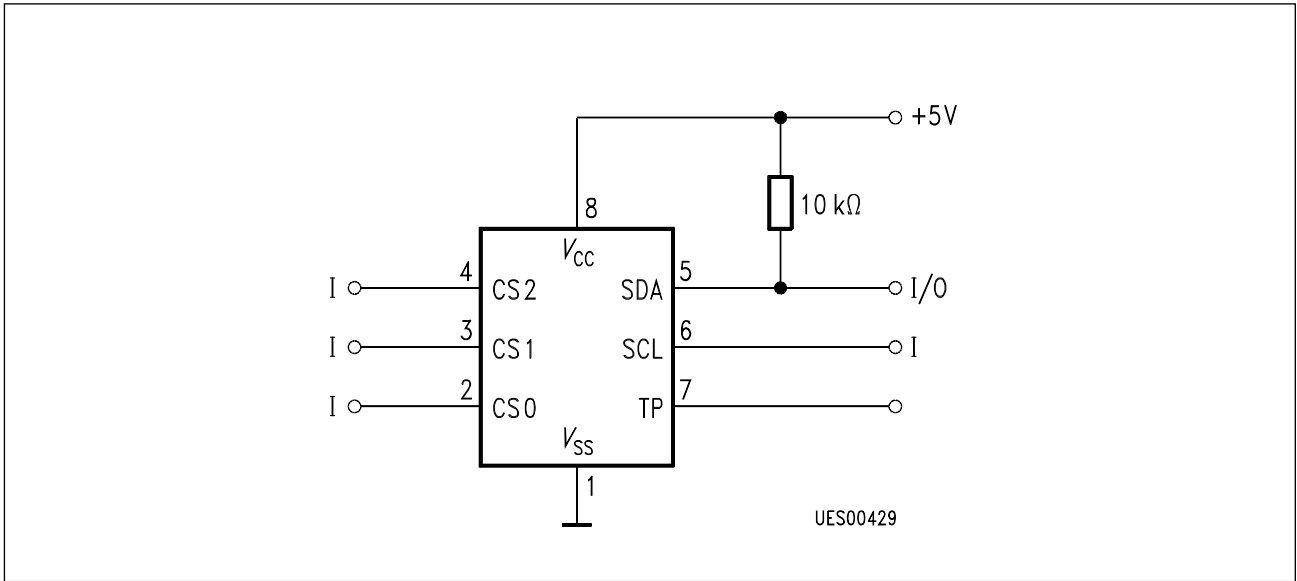 +5V
10 kΩ
8
VCC
I 4 CS2 SDA 5 I/O
I 3 CS1 SCL 6 I
I 2 CS0 TP 7
VSS
1
UES00429